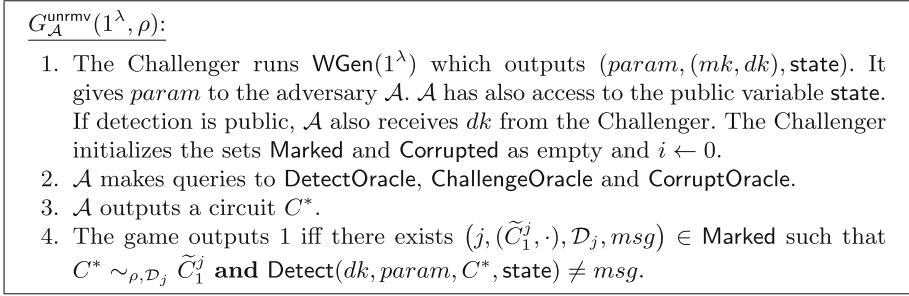 G_𝒜^unrmv(1^λ, ρ):
1. The Challenger runs WGen(1^λ) which outputs (param, (mk, dk), state). It
gives param to the adversary 𝒜. 𝒜 has also access to the public variable state.
If detection is public, 𝒜 also receives dk from the Challenger. The Challenger
initializes the sets Marked and Corrupted as empty and i ← 0.
2. 𝒜 makes queries to DetectOracle, ChallengeOracle and CorruptOracle.
3. 𝒜 outputs a circuit C*.
4. The game outputs 1 iff there exists (j, (C̃_1^j, ·), 𝒟_j, msg) ∈ Marked such that
C* ∼_{ρ,𝒟_j} C̃_1^j and Detect(dk, param, C*, state) ≠ msg.